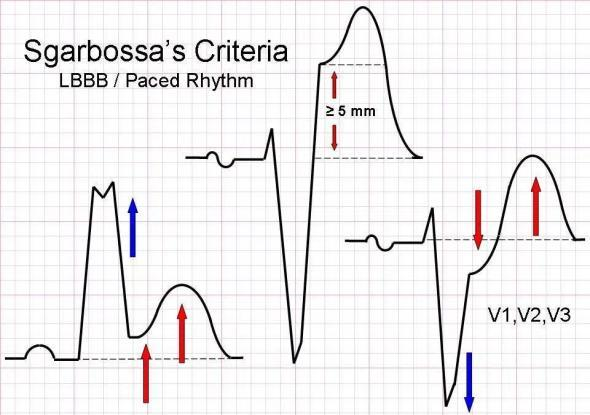 Sgarbossa's Criteria
LBBB / Paced Rhythm
≥ 5 mm
V1,V2,V3